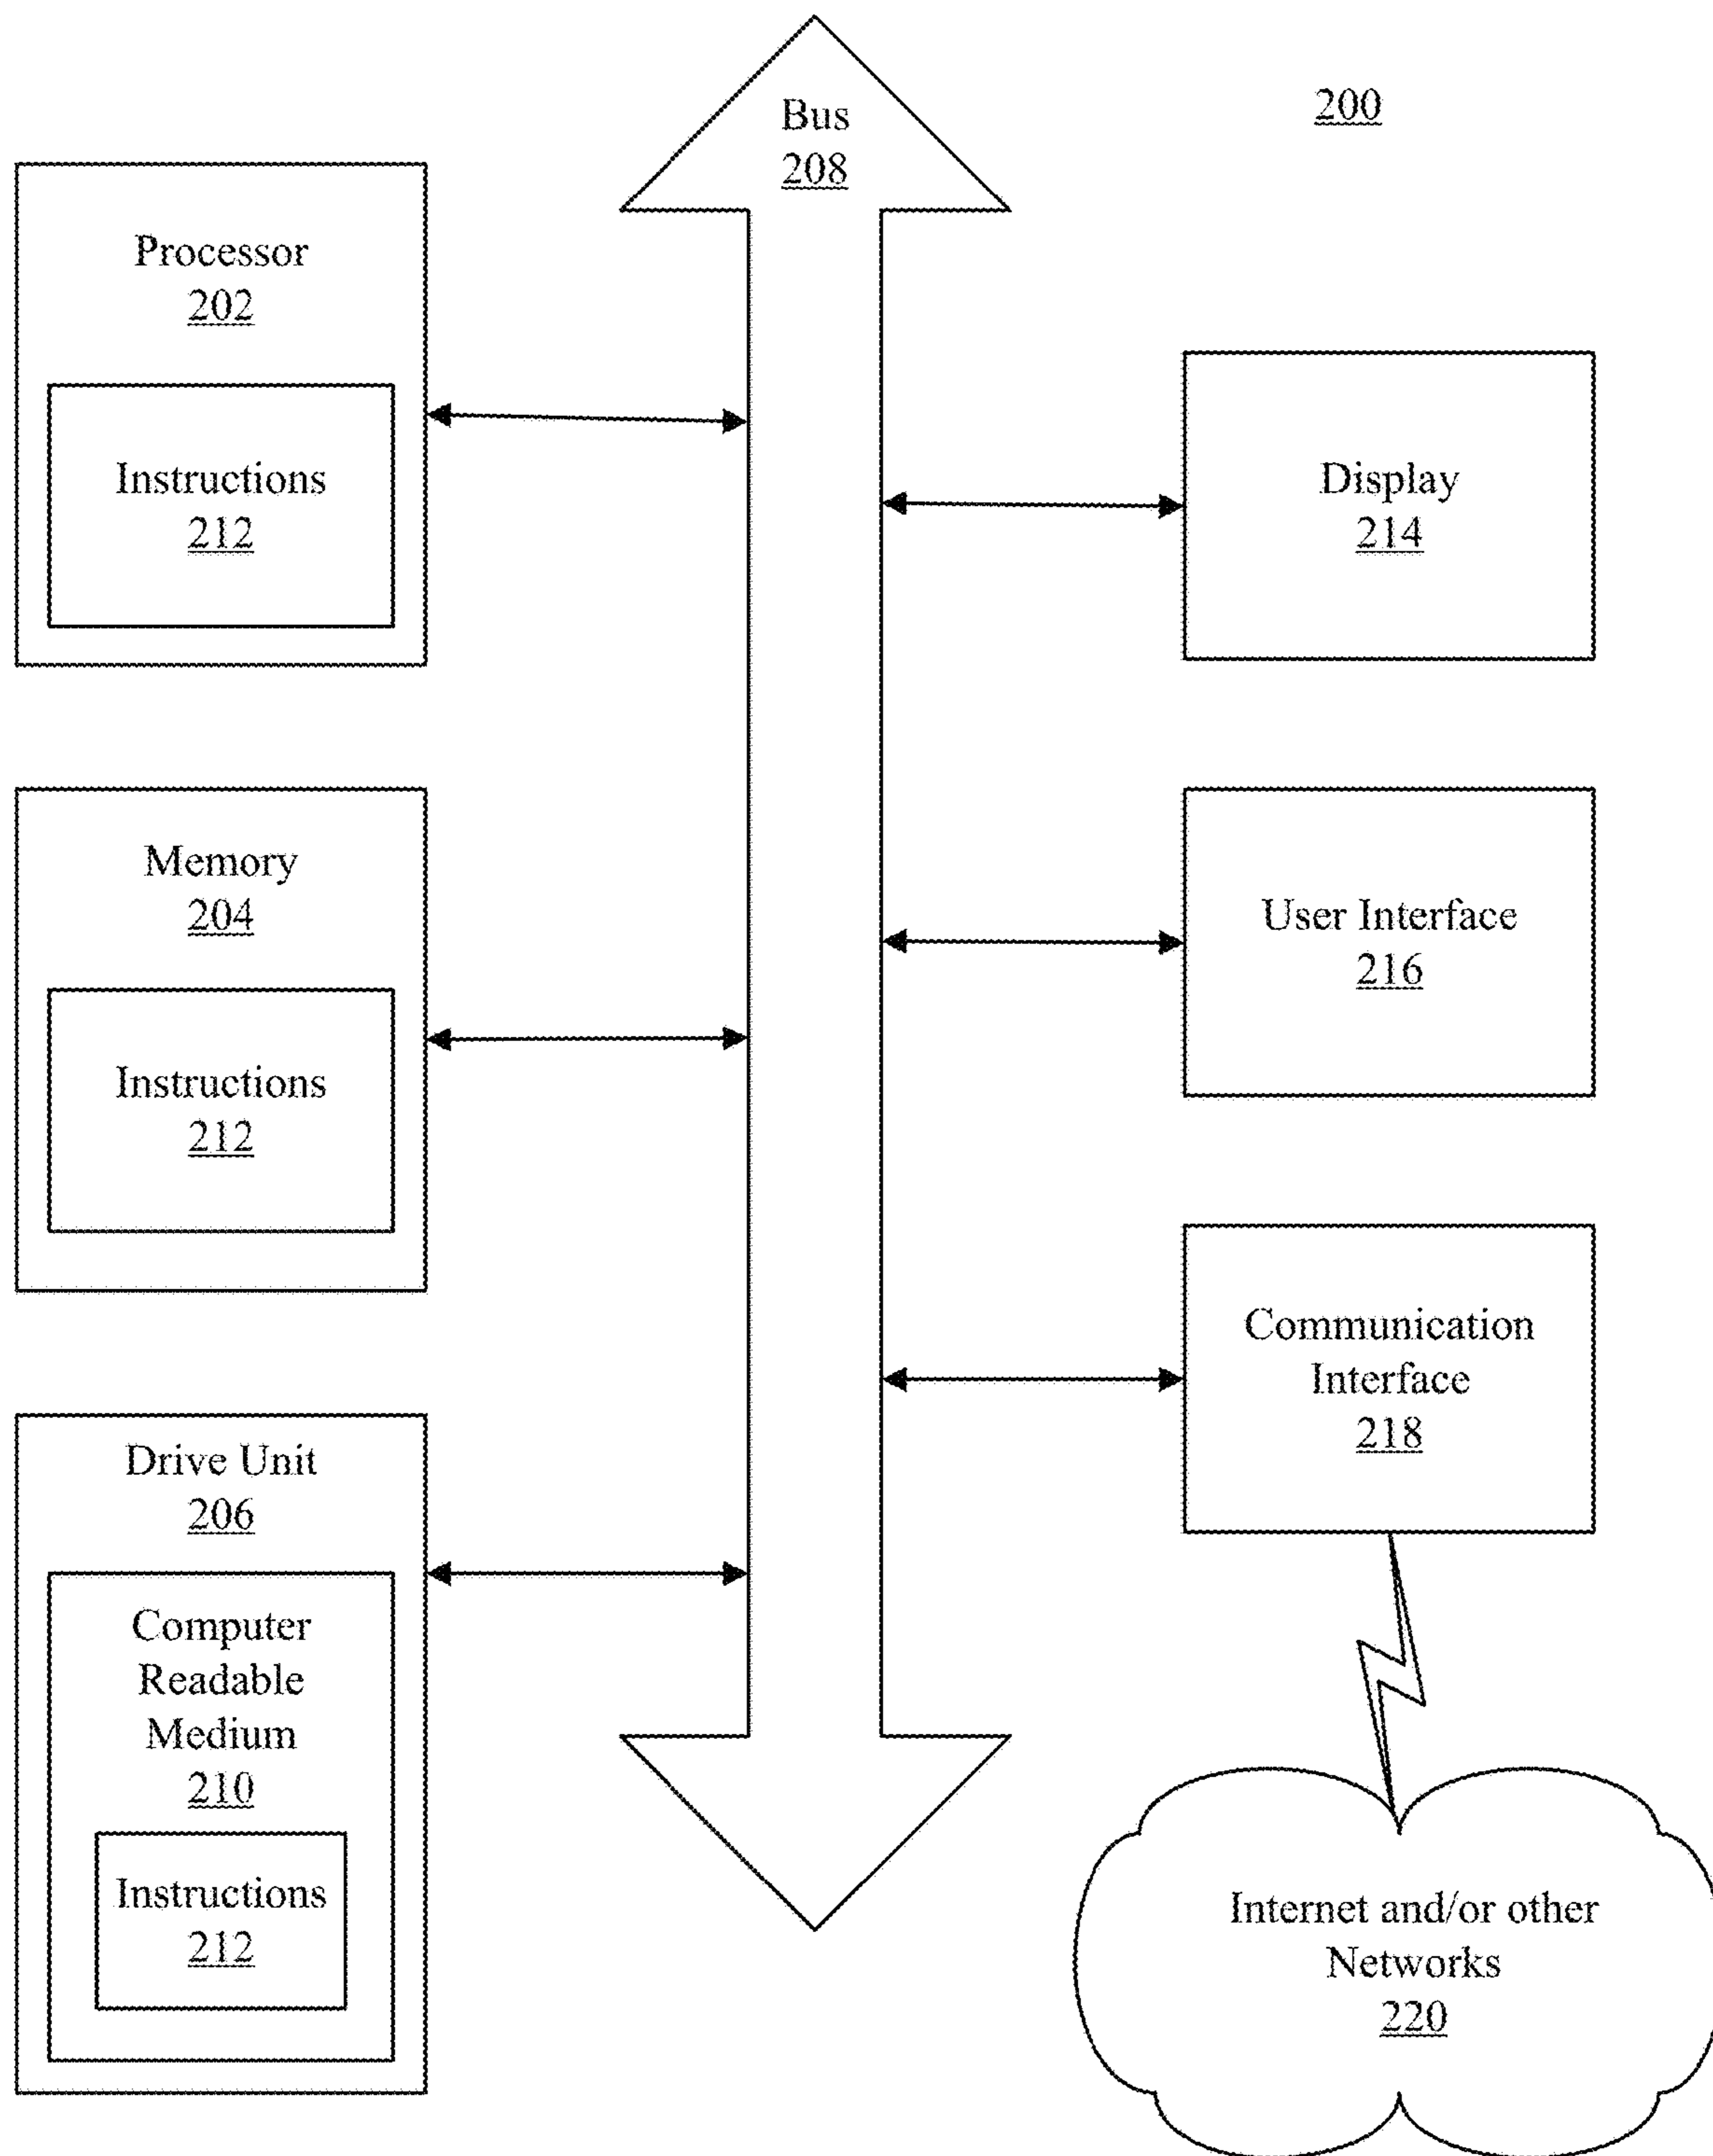 200
Bus
208
Processor
202
Instructions
212
Memory
204
Instructions
212
Drive Unit
206
Computer
Readable
Medium
210
Instructions
212
Display
214
User Interface
216
Communication
Interface
218
Internet and/or other
Networks
220